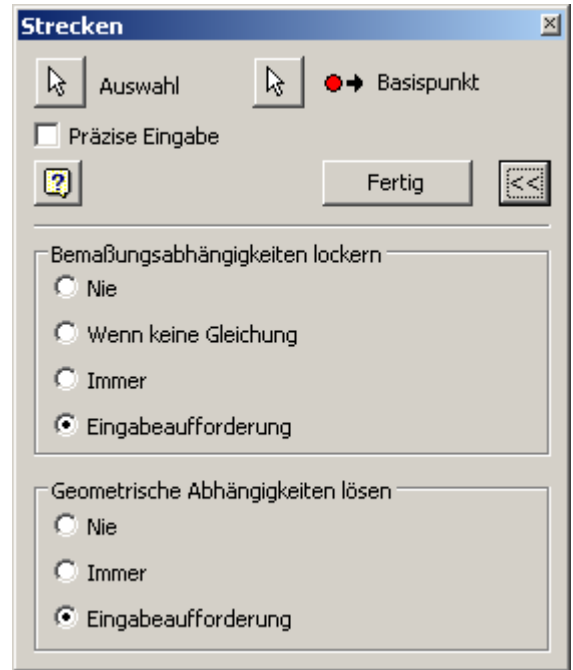 Strecken
Auswahl Basispunkt
Präzise Eingabe
Fertig <<
Bemaßungsabhängigkeiten lockern
Nie
Wenn keine Gleichung
Immer
Eingabeaufforderung
Geometrische Abhängigkeiten lösen
Nie
Immer
Eingabeaufforderung